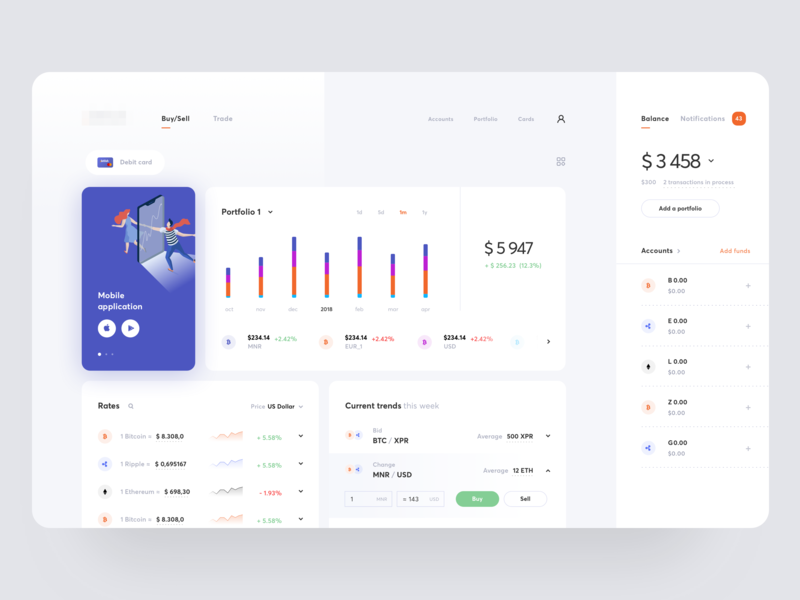 Buy/Sell Trade Accounts Portfolio Cards
Debit card
Mobile
application
Portfolio 1 1d 5d 1m 1y
oct nov dec 2018 feb mar apr
$ 5 947
+ $ 256.23 (12.3%)
$234.14 +2.42% $234.14 +2.42% $234.14 +2.42%
MNR EUR_I USD
Rates Price US Dollar
1 Bitcoin = $ 8.308,0 + 5.58%
1 Ripple = $ 0,695167 + 5.58%
1 Ethereum = $ 698,30 - 1.93%
1 Bitcoin = $ 8.308,0 + 5.58%
Current trends this week
Bid
BTC / XPR Average 500 XPR
Change
MNR / USD Average 12 ETH
1 MNR = 143 USD Buy Sell
Balance Notifications 43
$ 3 458
$300 2 transactions in process
Add a portfolio
Accounts Add funds
B 0.00
$0.00
E 0.00
$0.00
L 0.00
$0.00
Z 0.00
$0.00
G0.00
$0.00